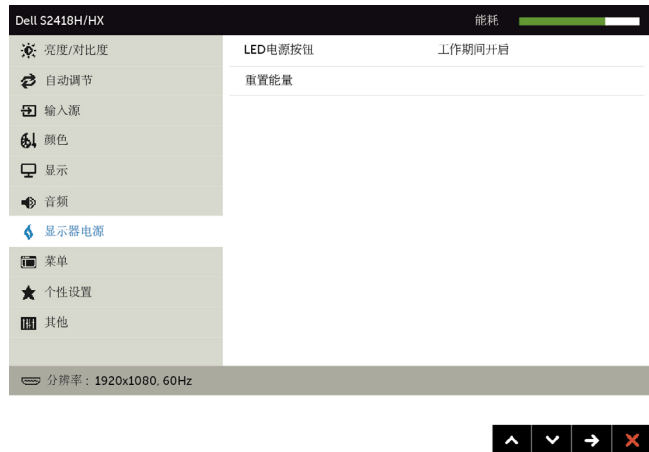 Dell S2418H/HX 能耗
亮度/对比度 LED电源按钮 工作期间开启
自动调节 重置能量
输入源
颜色
显示
音频
显示器电源
菜单
个性设置
其他
分辨率 : 1920x1080, 60Hz